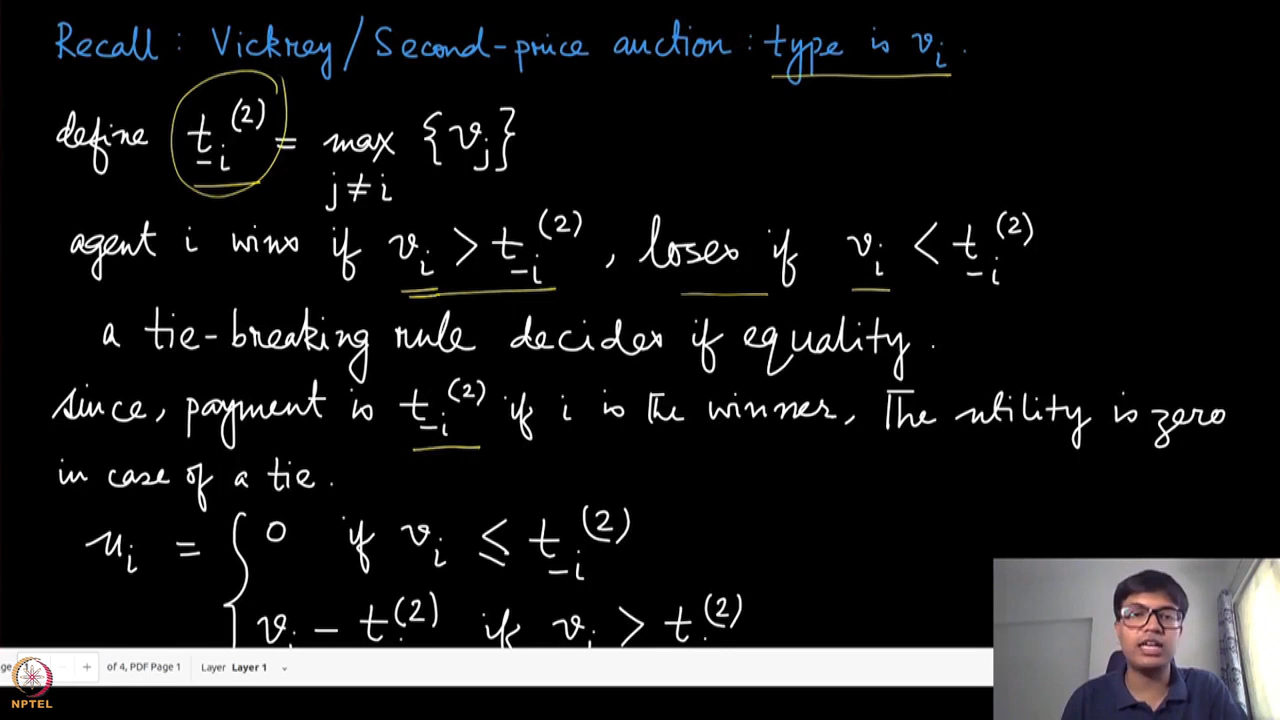 Recall : Vickrey / Second-price auction : type is v_i .
define t_{-i}^{(2)} = max_{j≠i} {v_j}
agent i wins if v_i > t_{-i}^{(2)} , loses if v_i < t_{-i}^{(2)}
a tie-breaking rule decides if equality .
since, payment is t_{-i}^{(2)} if i is the winner, The utility is zero
in case of a tie .
u_i = { 0 if v_i ≤ t_{-i}^{(2)}
v_i - t_{-i}^{(2)} if v_i > t_{-i}^{(2)}
of 4, PDF Page 1 Layer Layer 1
NPTEL